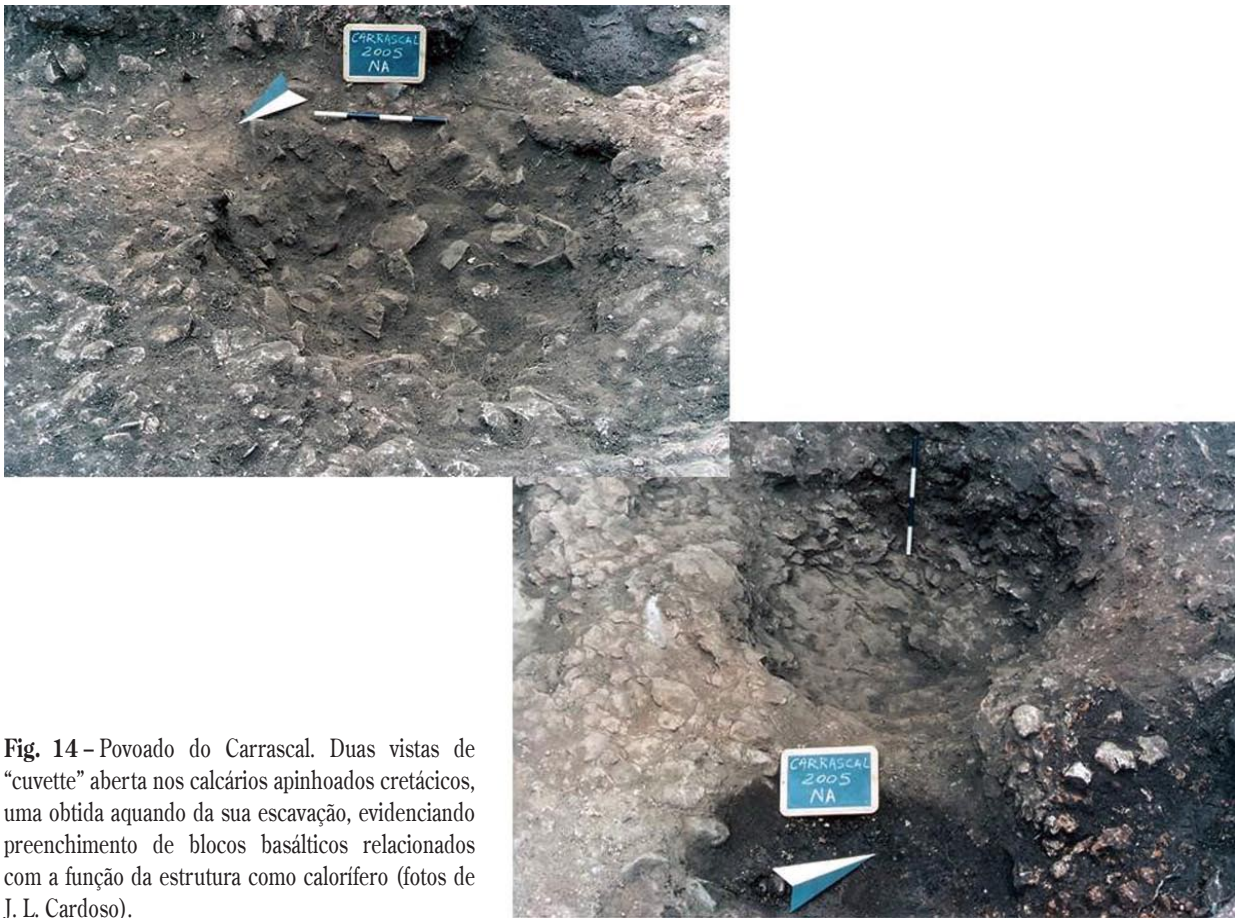 CARRASCAL
2005
NA
CARRASCAL
2005
NA
Fig. 14 – Povoado do Carrascal. Duas vistas de
“cuvette” aberta nos calcários apinhoados cretácicos,
uma obtida aquando da sua escavação, evidenciando
preenchimento de blocos basálticos relacionados
com a função da estrutura como calorífero (fotos de
J. L. Cardoso).